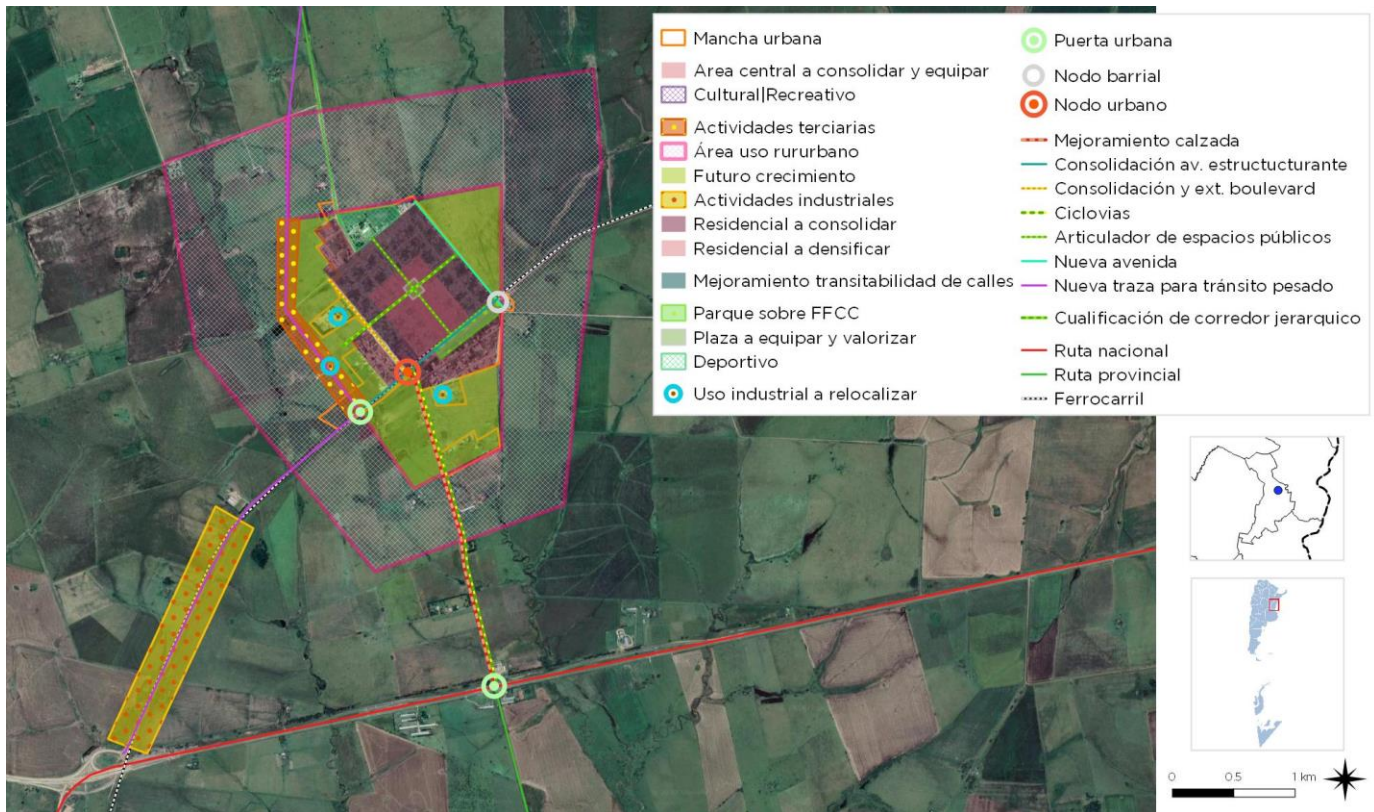 Mancha urbana
Area central a consolidar y equipar
Cultural|Recreativo
Actividades terciarias
Área uso rururbano
Futuro crecimiento
Actividades industriales
Residencial a consolidar
Residencial a densificar
Mejoramiento transitabilidad de calles
Parque sobre FFCC
Plaza a equipar y valorizar
Deportivo
Uso industrial a relocalizar
Puerta urbana
Nodo barrial
Nodo urbano
Mejoramiento calzada
Consolidación av. estructucturante
Consolidación y ext. boulevard
Ciclovias
Articulador de espacios públicos
Nueva avenida
Nueva traza para tránsito pesado
Cualificación de corredor jerarquico
Ruta nacional
Ruta provincial
Ferrocarril
0 0.5 1 km